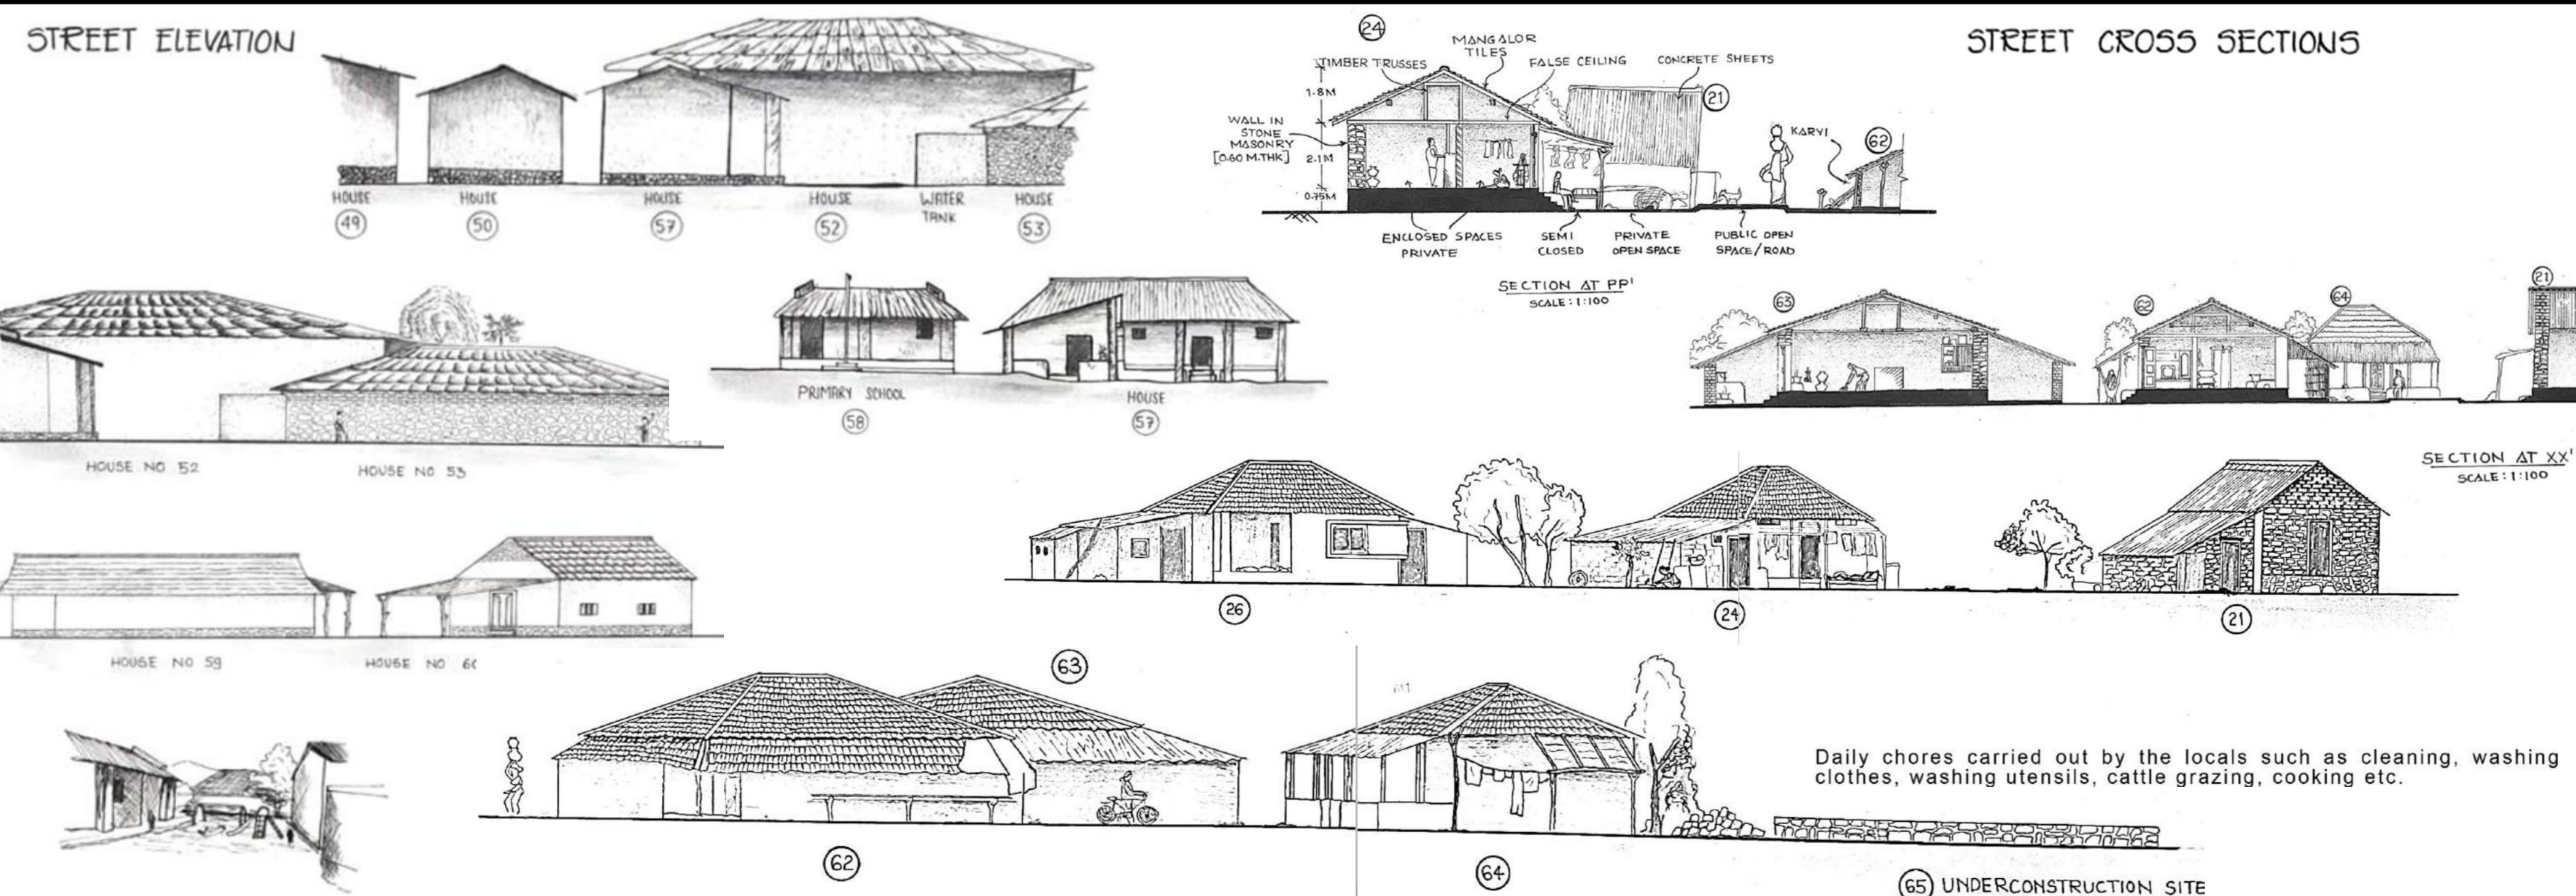 STREET ELEVATION
STREET CROSS SECTIONS
HOUSE
49
HOUSE
50
HOUSE
57
HOUSE
52
WATER
TANK
HOUSE
53
24
MANGALOR
TILES
TIMBER TRUSSES
FALSE CEILING
CONCRETE SHEETS
1.8M
21
WALL IN
STONE
MASONRY
[0.60 M.THK]
2.1M
KARVI
62
0.75M
ENCLOSED SPACES
PRIVATE
SEMI
CLOSED
PRIVATE
OPEN SPACE
PUBLIC OPEN
SPACE/ROAD
SECTION AT PP'
SCALE: 1:100
HOUSE NO 52
HOUSE NO 53
PRIMARY SCHOOL
58
HOUSE
57
63
62
64
21
SECTION AT XX'
SCALE: 1:100
26
24
21
HOUSE NO 59
HOUSE NO
63
62
64
Daily chores carried out by the locals such as cleaning, washing
clothes, washing utensils, cattle grazing, cooking etc.
65 UNDERCONSTRUCTION SITE